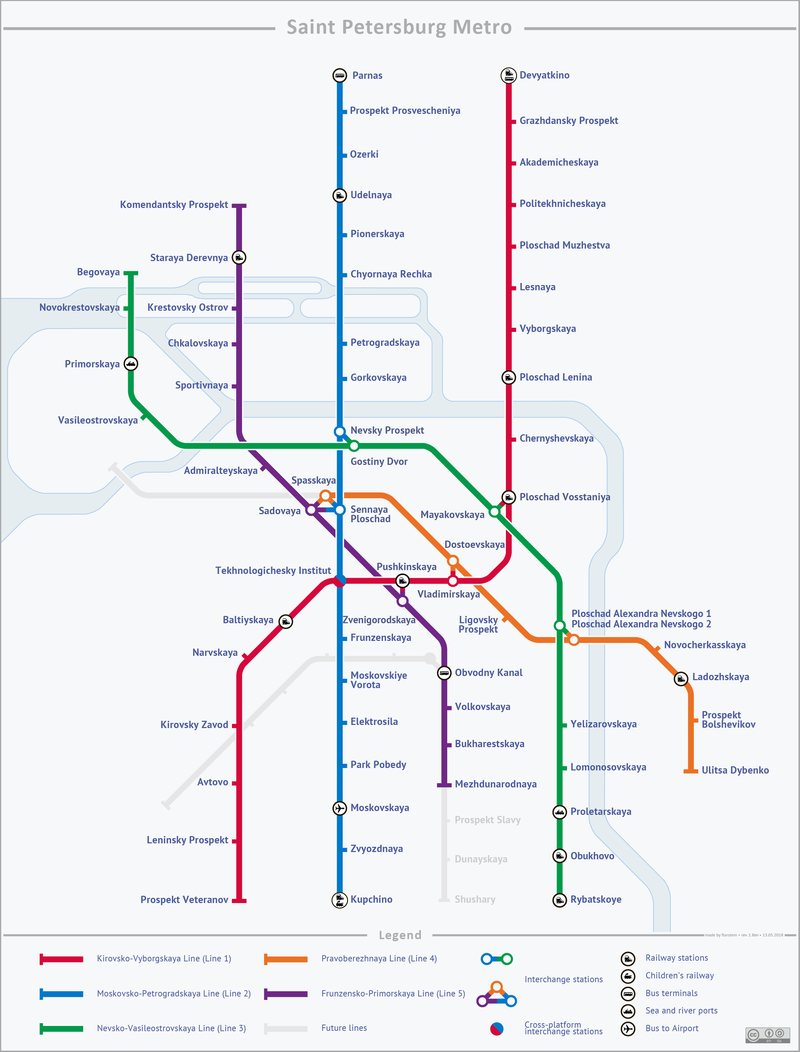 Saint Petersburg Metro
Parnas
Devyatkino
Prospekt Prosvescheniya
Grazhdansky Prospekt
Ozerki
Akademicheskaya
Udelnaya
Komendantsky Prospekt
Politekhnicheskaya
Pionerskaya
Ploschad Muzhestva
Staraya Derevnya
Begovaya
Chyornaya Rechka
Lesnaya
Novokrestovskaya
Krestovsky Ostrov
Vyborgskaya
Chkalovskaya
Petrogradskaya
Primorskaya
Gorkovskaya
Ploschad Lenina
Sportivnaya
Vasileostrovskaya
Nevsky Prospekt
Chernyshevskaya
Gostiny Dvor
Admiralteyskaya
Spasskaya
Ploschad Vosstaniya
Sadovaya
Sennaya
Ploschad
Mayakovskaya
Dostoevskaya
Tekhnologichesky Institut
Pushkinskaya
Vladimirskaya
Baltiyskaya
Zvenigorodskaya
Ligovsky
Prospekt
Ploschad Alexandra Nevskogo 1
Ploschad Alexandra Nevskogo 2
Frunzenskaya
Novocherkasskaya
Narvskaya
Obvodny Kanal
Ladozhskaya
Moskovskiye
Vorota
Volkovskaya
Kirovsky Zavod
Elektrosila
Yelizarovskaya
Prospekt
Bolshevikov
Bukharestskaya
Park Pobedy
Lomonosovskaya
Ulitsa Dybenko
Avtovo
Mezhdunarodnaya
Moskovskaya
Proletarskaya
Prospekt Slavy
Leninsky Prospekt
Zvyozdnaya
Obukhovo
Dunayskaya
Prospekt Veteranov
Kupchino
Shushary
Rybatskoye
Legend
Kirovsko-Vyborgskaya Line (Line 1)
Pravoberezhnaya Line (Line 4)
Interchange stations
Railway stations
Children's railway
Moskovsko-Petrogradskaya Line (Line 2)
Frunzensko-Primorskaya Line (Line 5)
Bus terminals
Sea and river ports
Nevsko-Vasileostrovskaya Line (Line 3)
Future lines
Cross-platform
interchange stations
Bus to Airport